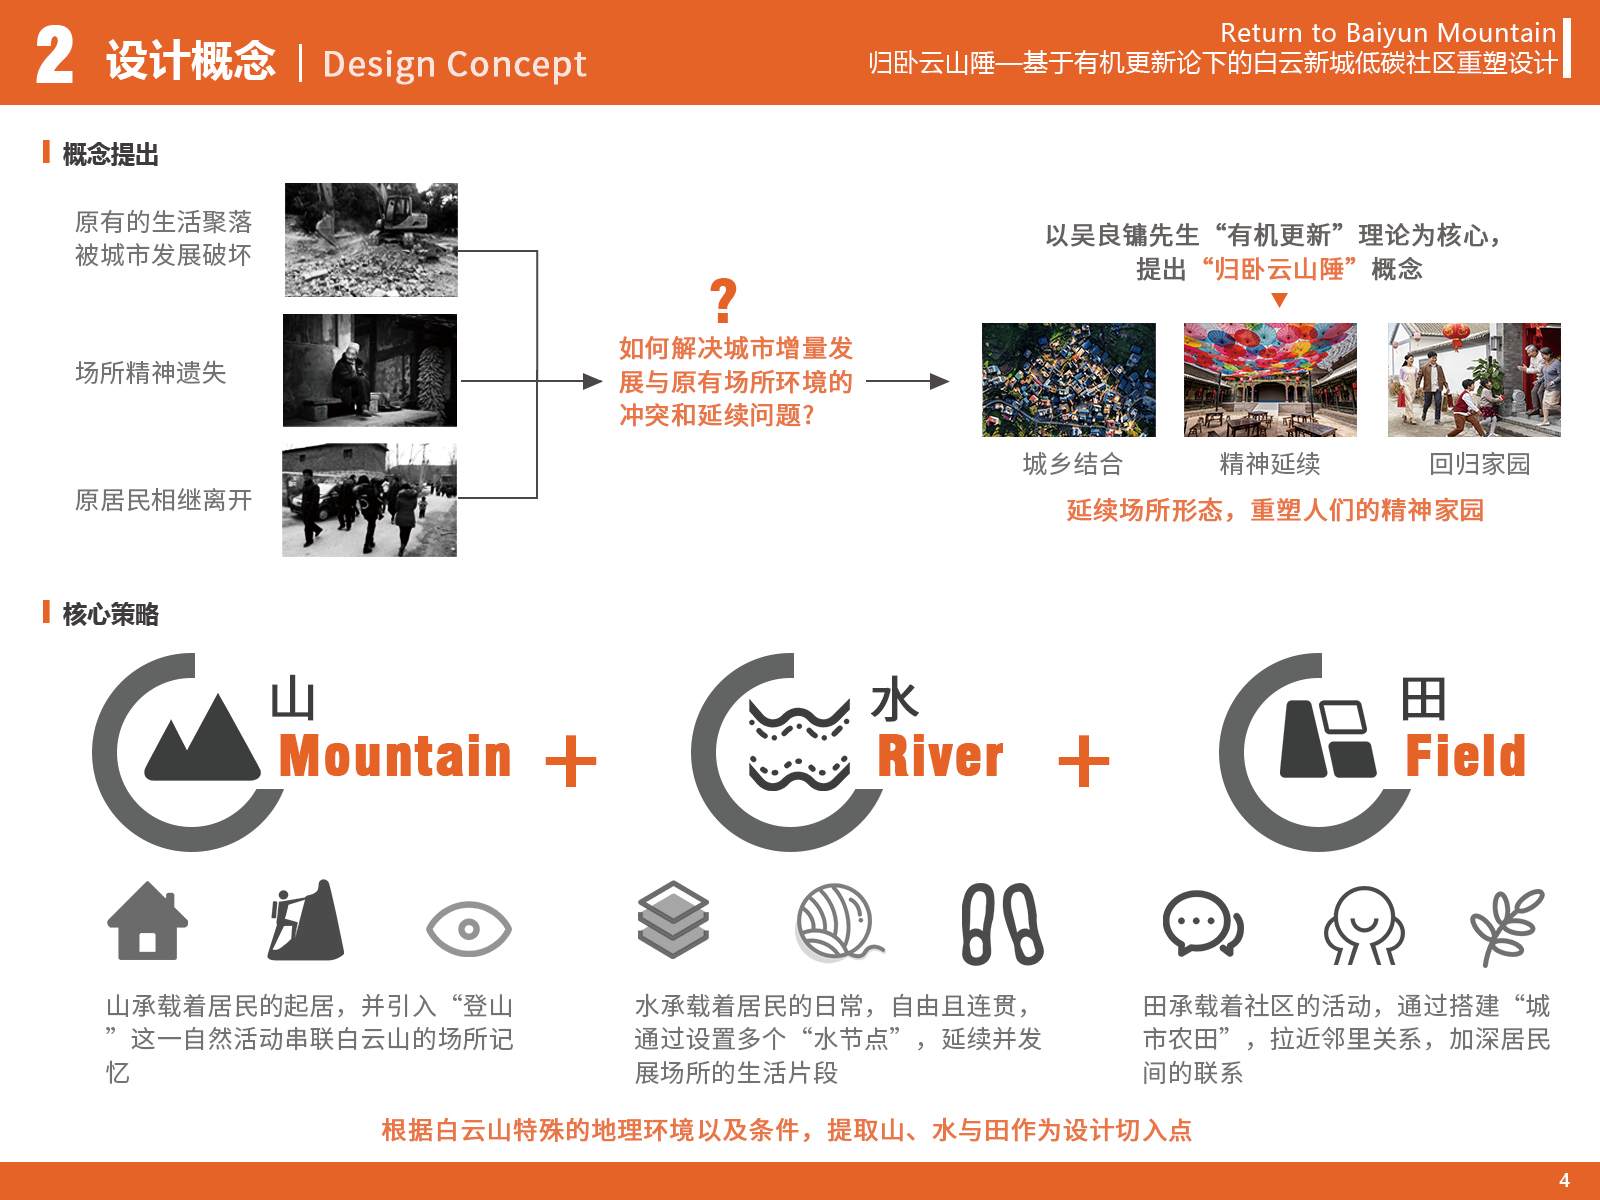 2 设计概念 | Design Concept
Return to Baiyun Mountain
归卧云山陲—基于有机更新论下的白云新城低碳社区重塑设计
概念提出
原有的生活聚落
被城市发展破坏
场所精神遗失
原居民相继离开
?
如何解决城市增量发
展与原有场所环境的
冲突和延续问题?
以吴良镛先生“有机更新”理论为核心，
提出“归卧云山陲”概念
城乡结合
精神延续
回归家园
延续场所形态，重塑人们的精神家园
核心策略
山
Mountain
+
水
River
+
田
Field
山承载着居民的起居，并引入“登山
”这一自然活动串联白云山的场所记
忆
水承载着居民的日常，自由且连贯，
通过设置多个“水节点”，延续并发
展场所的生活片段
田承载着社区的活动，通过搭建“城
市农田”，拉近邻里关系，加深居民
间的联系
根据白云山特殊的地理环境以及条件，提取山、水与田作为设计切入点
4